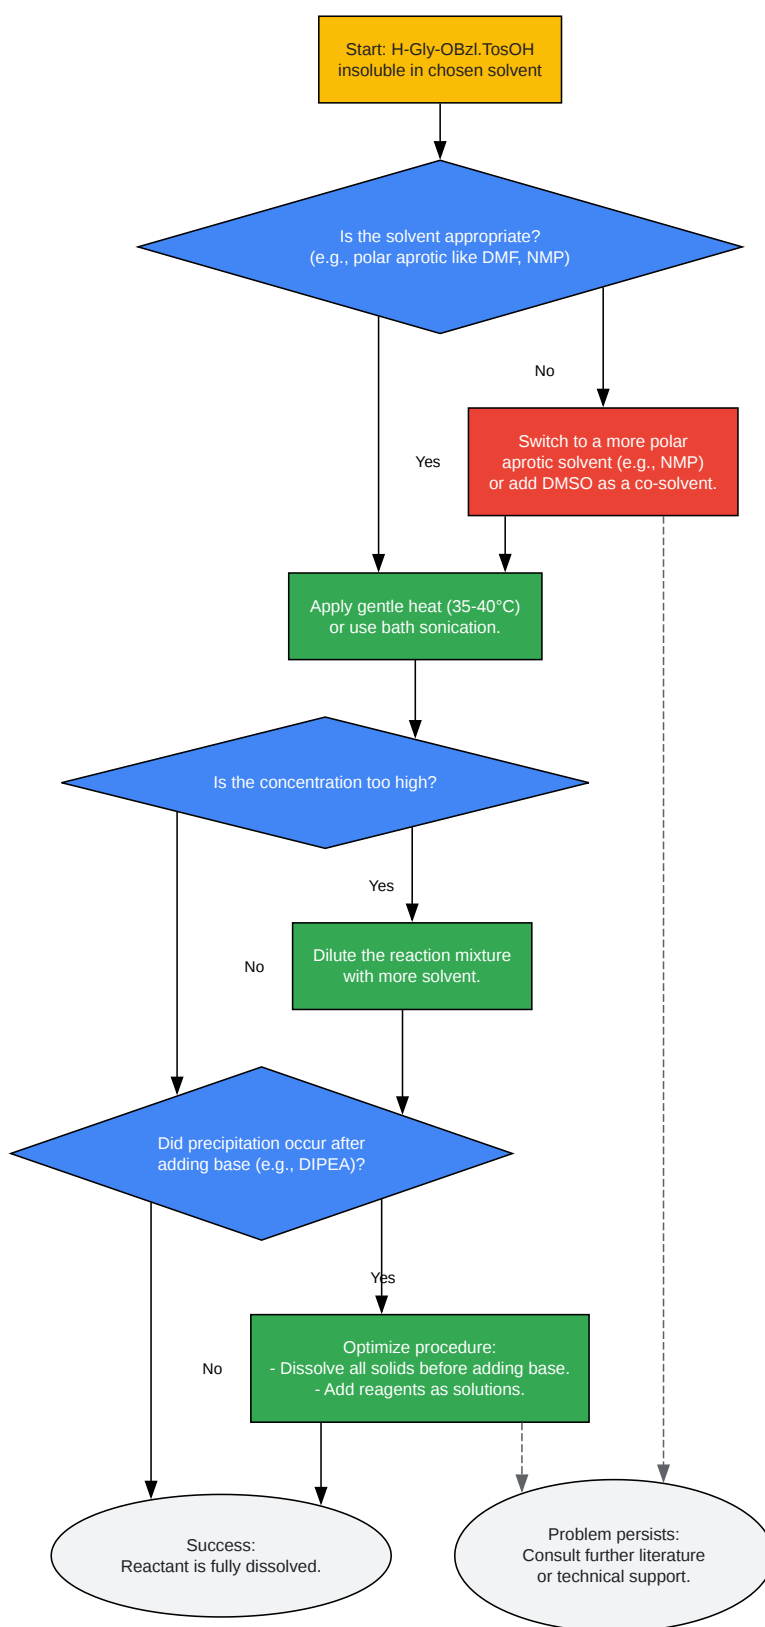 Start: H-Gly-OBzl.TosOH
insoluble in chosen solvent
Is the solvent appropriate?
(e.g., polar aprotic like DMF, NMP)
No
Switch to a more polar
aprotic solvent (e.g., NMP)
or add DMSO as a co-solvent.
Yes
Apply gentle heat (35-40°C)
or use bath sonication.
Is the concentration too high?
Yes
Dilute the reaction mixture
with more solvent.
No
Did precipitation occur after
adding base (e.g., DIPEA)?
Yes
Optimize procedure:
- Dissolve all solids before adding base.
- Add reagents as solutions.
No
Success:
Reactant is fully dissolved.
Problem persists:
Consult further literature
or technical support.